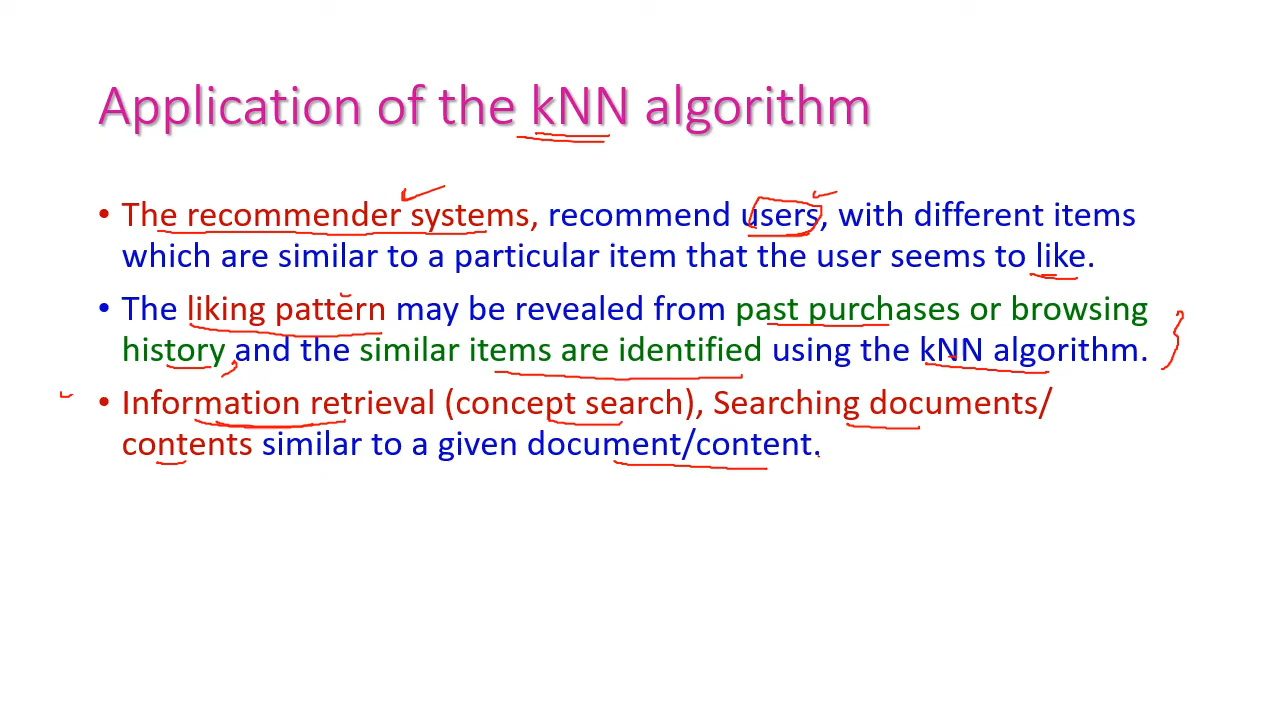 Application of the kNN algorithm
• The recommender systems, recommend users, with different items
which are similar to a particular item that the user seems to like.
• The liking pattern may be revealed from past purchases or browsing
history, and the similar items are identified using the kNN algorithm.
• Information retrieval (concept search), Searching documents/
contents similar to a given document/content.